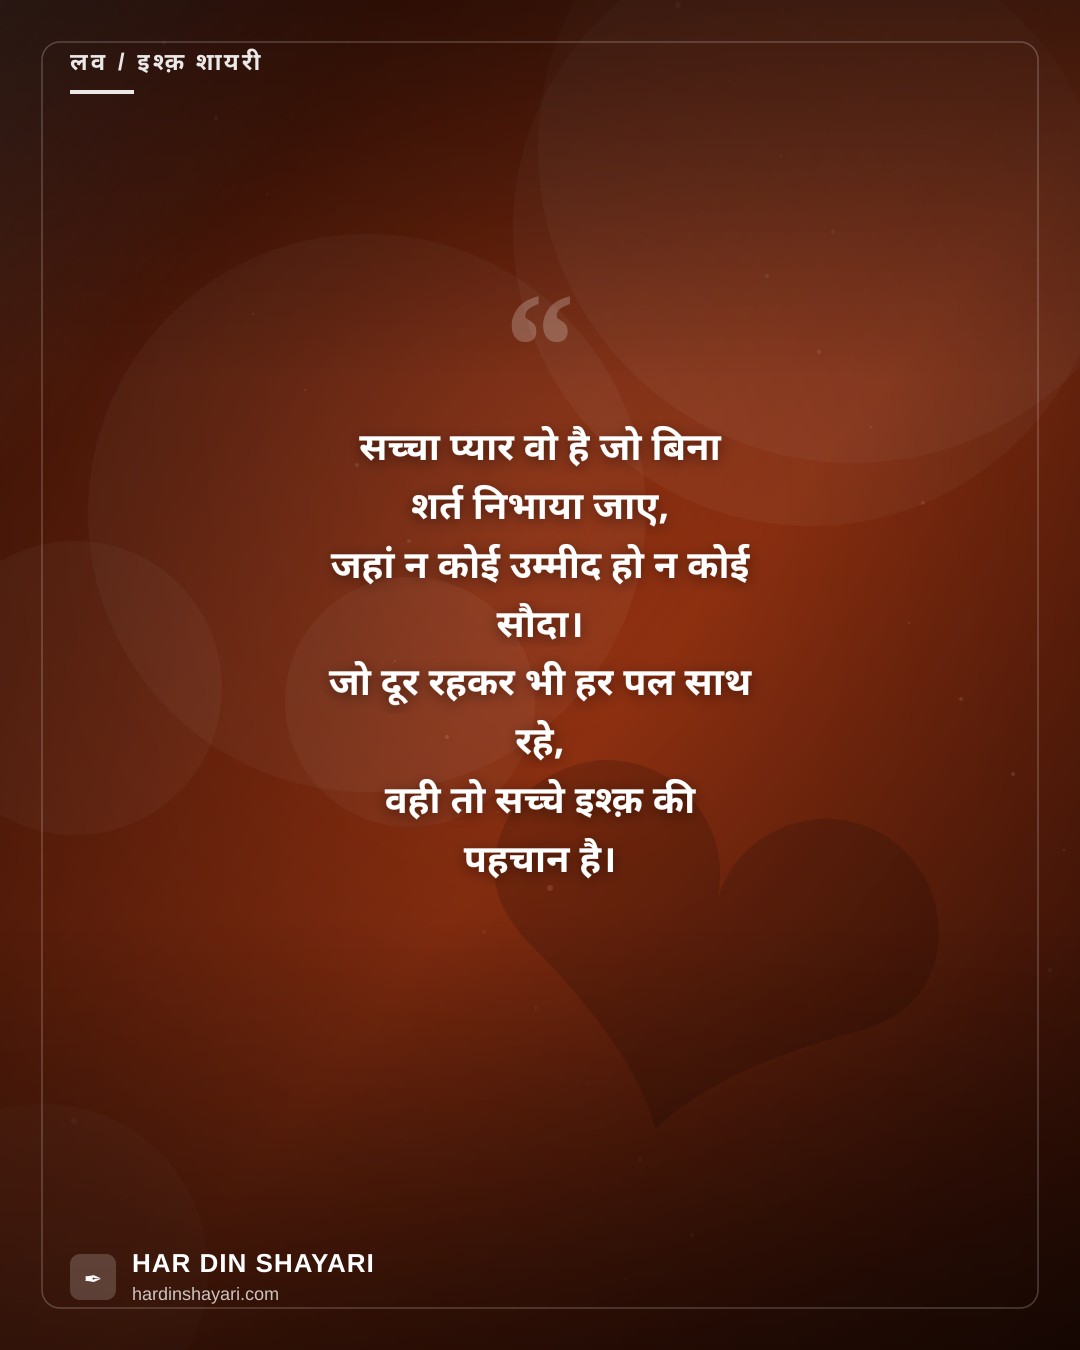 लव / इश्क़ शायरी
“
सच्चा प्यार वो है जो बिना
शर्त निभाया जाए,
जहां न कोई उम्मीद हो न कोई
सौदा।
जो दूर रहकर भी हर पल साथ
रहे,
वही तो सच्चे इश्क़ की
पहचान है।
HAR DIN SHAYARI
hardinshayari.com